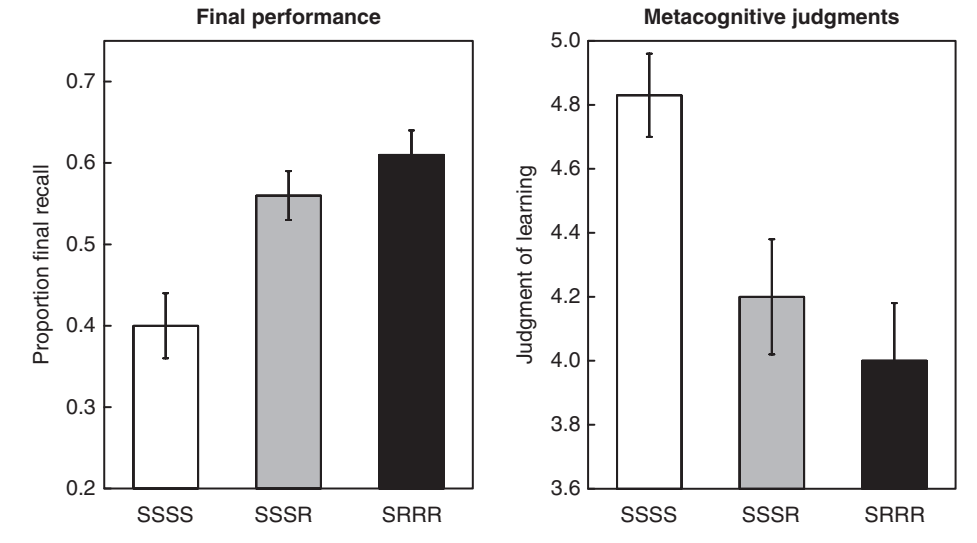 Final performance
Proportion final recall
0.7
0.6
0.5
0.4
0.3
0.2
SSSS SSSR SRRR
Metacognitive judgments
Judgment of learning
5.0
4.8
4.6
4.4
4.2
4.0
3.8
3.6
SSSS SSSR SRRR